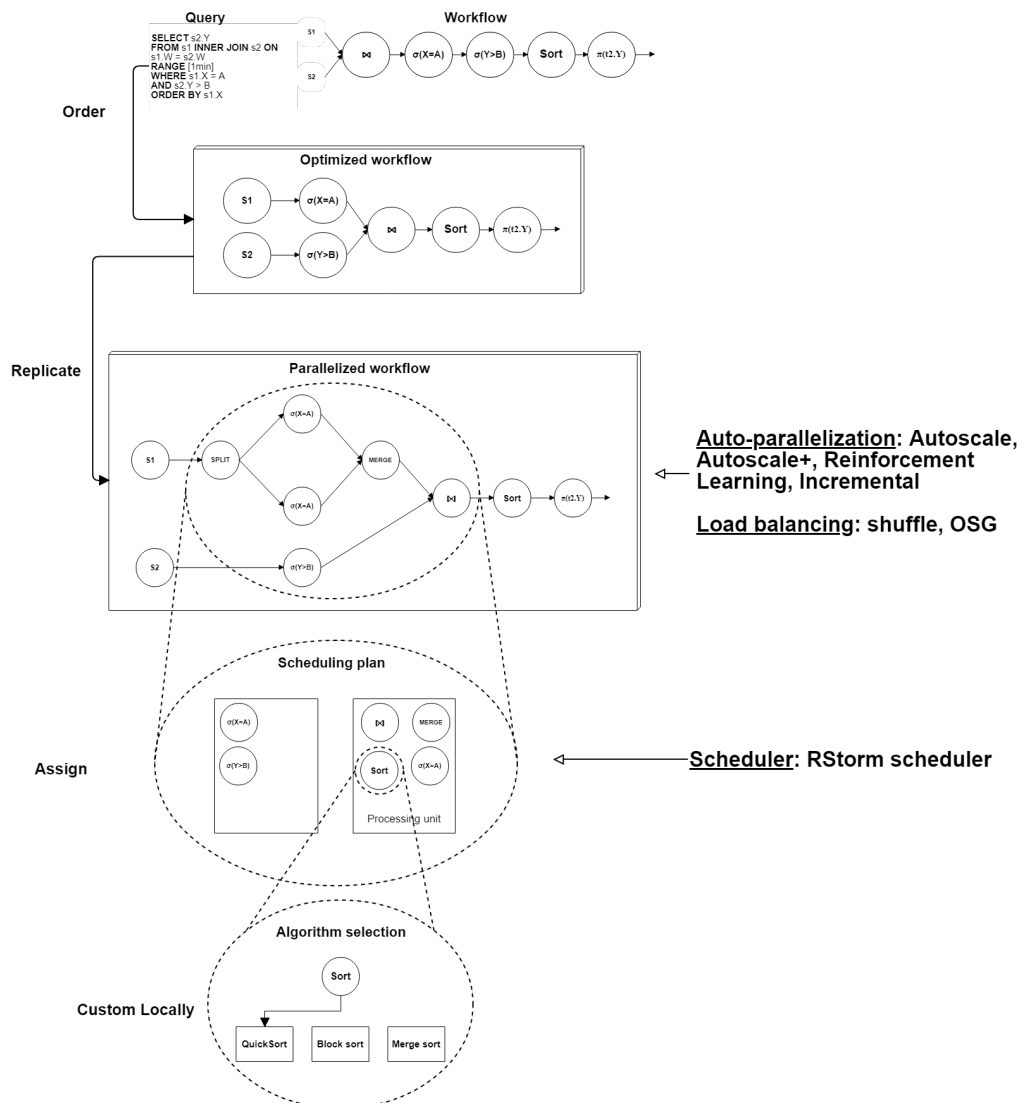 Query
Workflow
SELECT s2.Y
FROM s1 INNER JOIN s2 ON
s1.W = s2.W
RANGE [1min]
WHERE s1.X = A
AND s2.Y > B
ORDER BY s1.X
S1
S2
⋈
σ(X=A)
σ(Y>B)
Sort
π(t2.Y)
Order
Optimized workflow
S1
σ(X=A)
S2
σ(Y>B)
⋈
Sort
π(t2.Y)
Replicate
Parallelized workflow
S1
SPLIT
σ(X=A)
σ(X=A)
MERGE
S2
σ(Y>B)
⋈
Sort
π(t2.Y)
Auto-parallelization: Autoscale,
Autoscale+, Reinforcement
Learning, Incremental
Load balancing: shuffle, OSG
Scheduling plan
σ(X=A)
σ(Y>B)
⋈
MERGE
Sort
σ(X=A)
Processing unit
Assign
Scheduler: RStorm scheduler
Algorithm selection
Sort
Custom Locally
QuickSort
Block sort
Merge sort